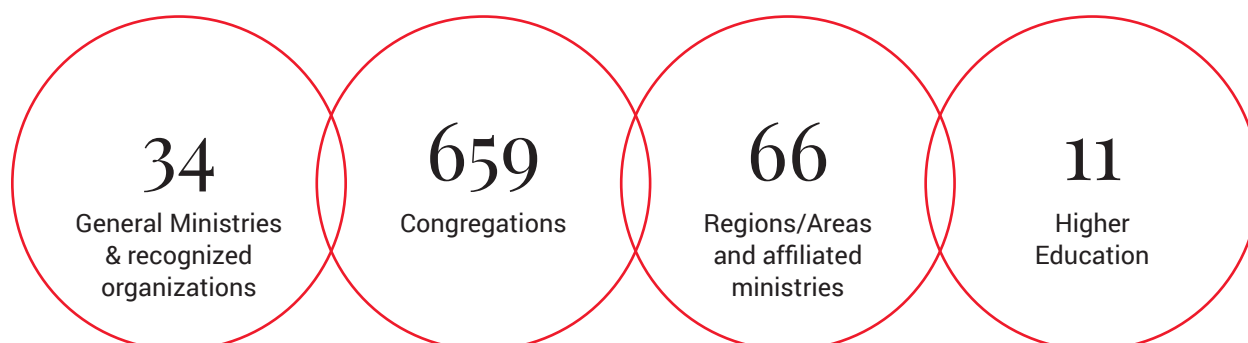 34
General Ministries
& recognized
organizations
659
Congregations
66
Regions/Areas
and affiliated
ministries
11
Higher
Education